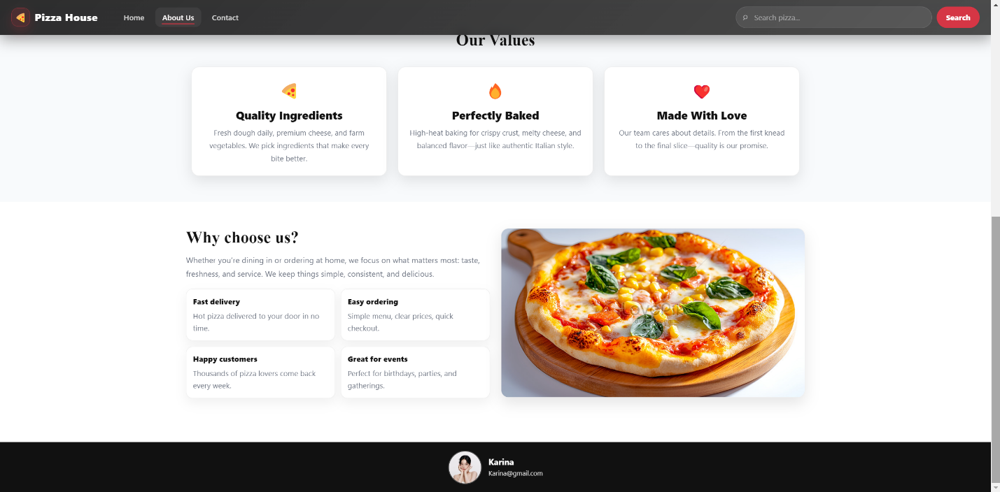 Pizza House
Home
About Us
Contact
Search pizza...
Search
Our Values
Quality Ingredients
Fresh dough daily, premium cheese, and farm
vegetables. We pick ingredients that make every
bite better.
Perfectly Baked
High-heat baking for crispy crust, melty cheese, and
balanced flavor—just like authentic Italian style.
Made With Love
Our team cares about details. From the first knead
to the final slice—quality is our promise.
Why choose us?
Whether you're dining in or ordering at home, we focus on what matters most: taste,
freshness, and service. We keep things simple, consistent, and delicious.
Fast delivery
Hot pizza delivered to your door in no
time.
Easy ordering
Simple menu, clear prices, quick
checkout.
Happy customers
Thousands of pizza lovers come back
every week.
Great for events
Perfect for birthdays, parties, and
gatherings.
Karina
Karina@gmail.com